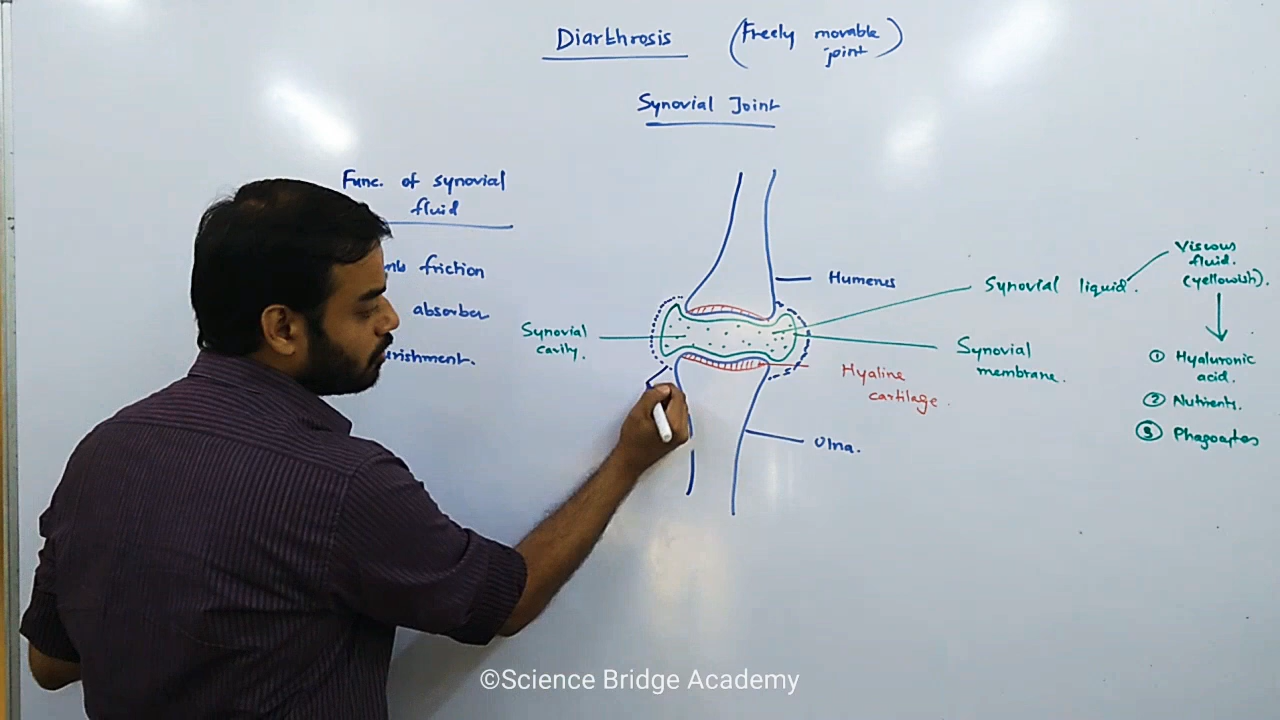 Diarthrosis (Freely movable
joint)
Synovial Joint
Func. of synovial
fluid
friction
absorber
Humerus
Synovial
cavity.
Synovial liquid.
Viscous
fluid.
(yellowish).
Synovial
membrane.
Hyaline
cartilage.
Ulna.
① Hyaluronic
acid.
② Nutrients.
③ Phagocytes
©Science Bridge Academy